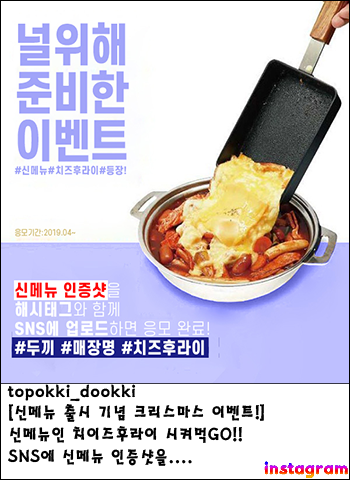 널위해
준비한
이벤트
#신메뉴#치즈후라이#등장!
응모기간:2019.04~
신메뉴 인증샷을
해시태그와 함께
SNS에 업로드하면 응모 완료!
#두끼 #매장명 #치즈후라이
topokki_dookki
[신메뉴 출시 기념 크리스마스 이벤트!]
신메뉴인 치이즈후라이 시켜먹GO!!
SNS에 신메뉴 인증샷을....
instagram